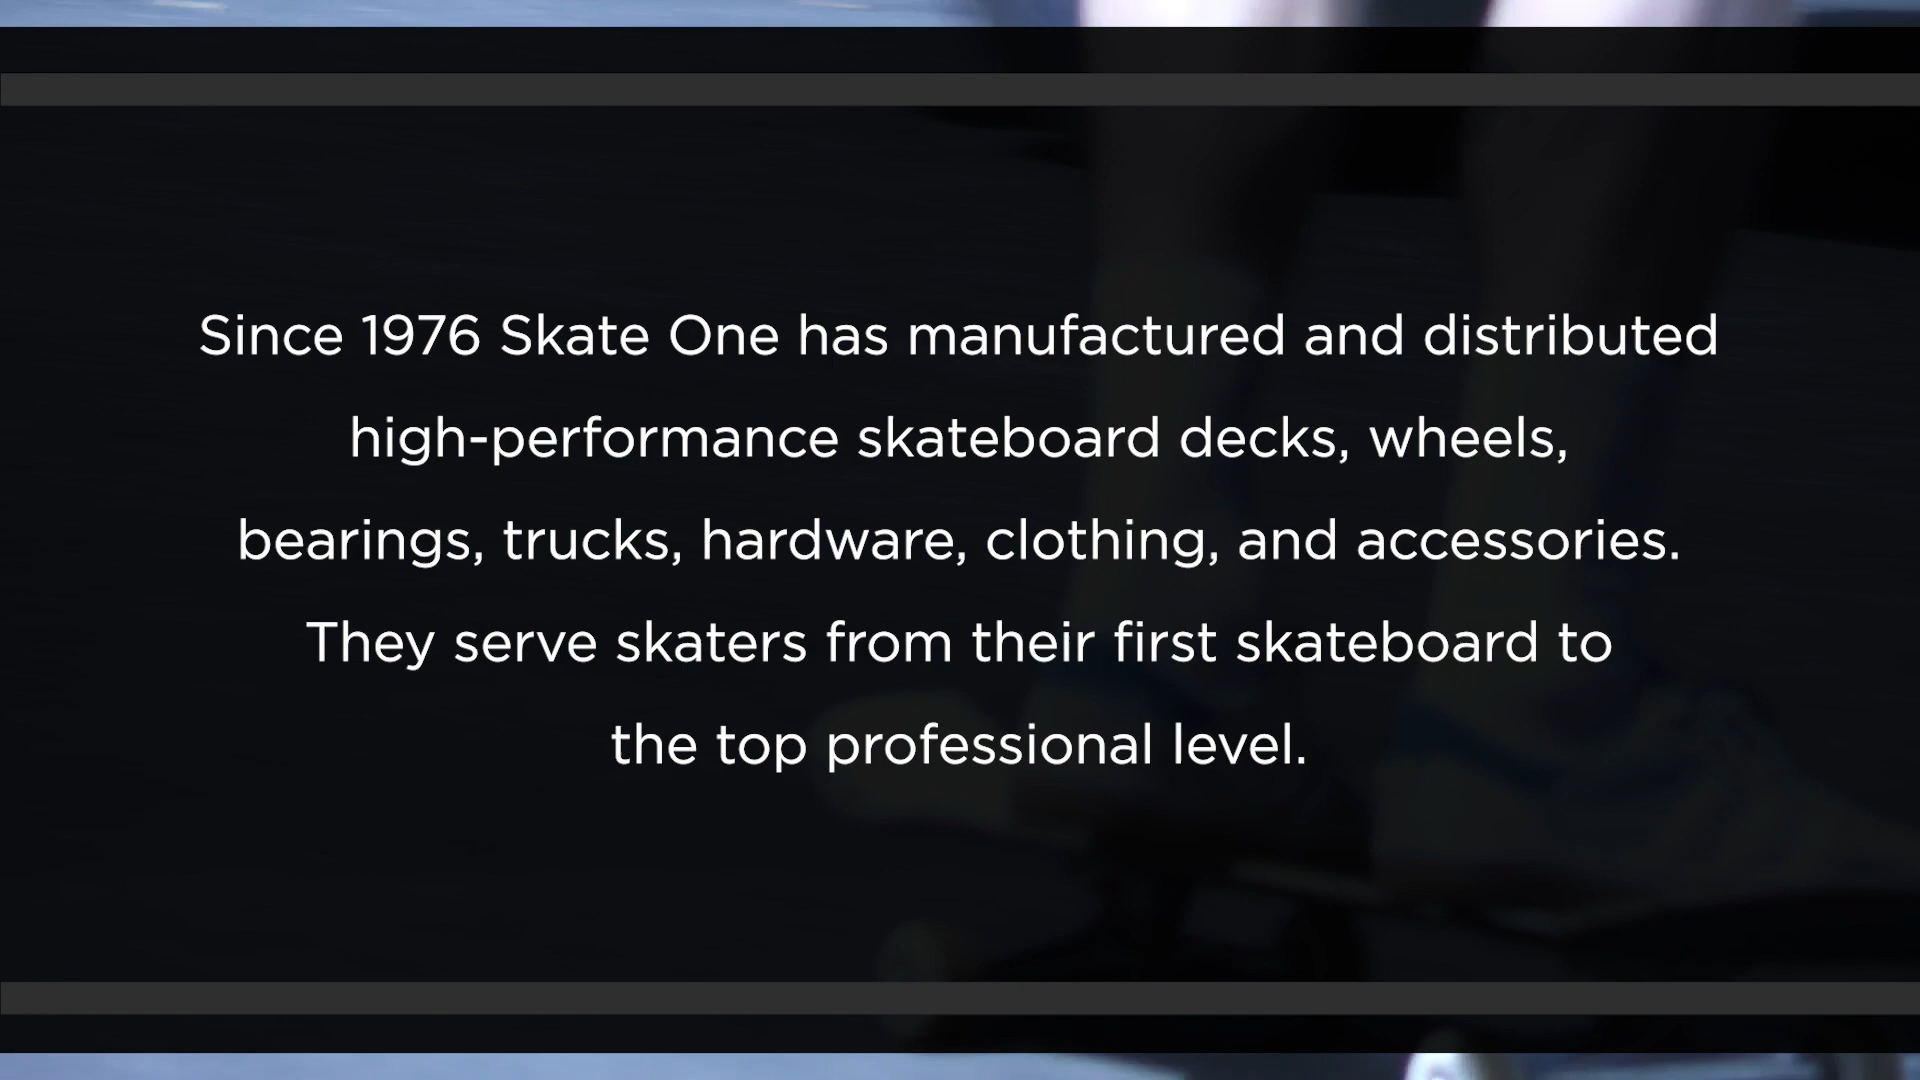 Since 1976 Skate One has manufactured and distributed
high-performance skateboard decks, wheels,
bearings, trucks, hardware, clothing, and accessories.
They serve skaters from their first skateboard to
the top professional level.